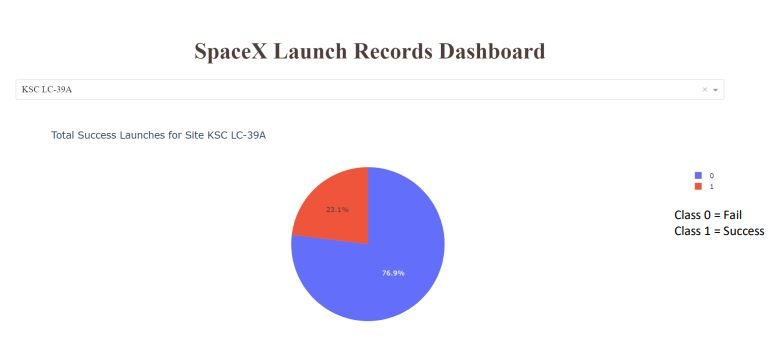 SpaceX Launch Records Dashboard
KSC LC-39A
× 
Total Success Launches for Site KSC LC-39A
0
1
Class 0 = Fail
Class 1 = Success
23.1%
76.9%